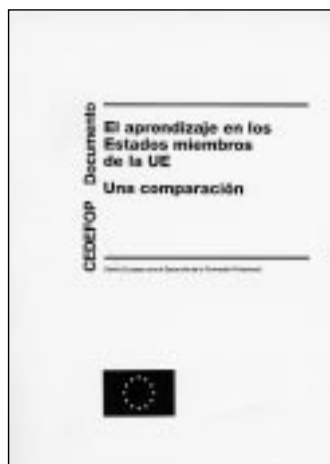 CEDEFOP Documento
El aprendizaje en los
Estados miembros
de la UE
Una comparación